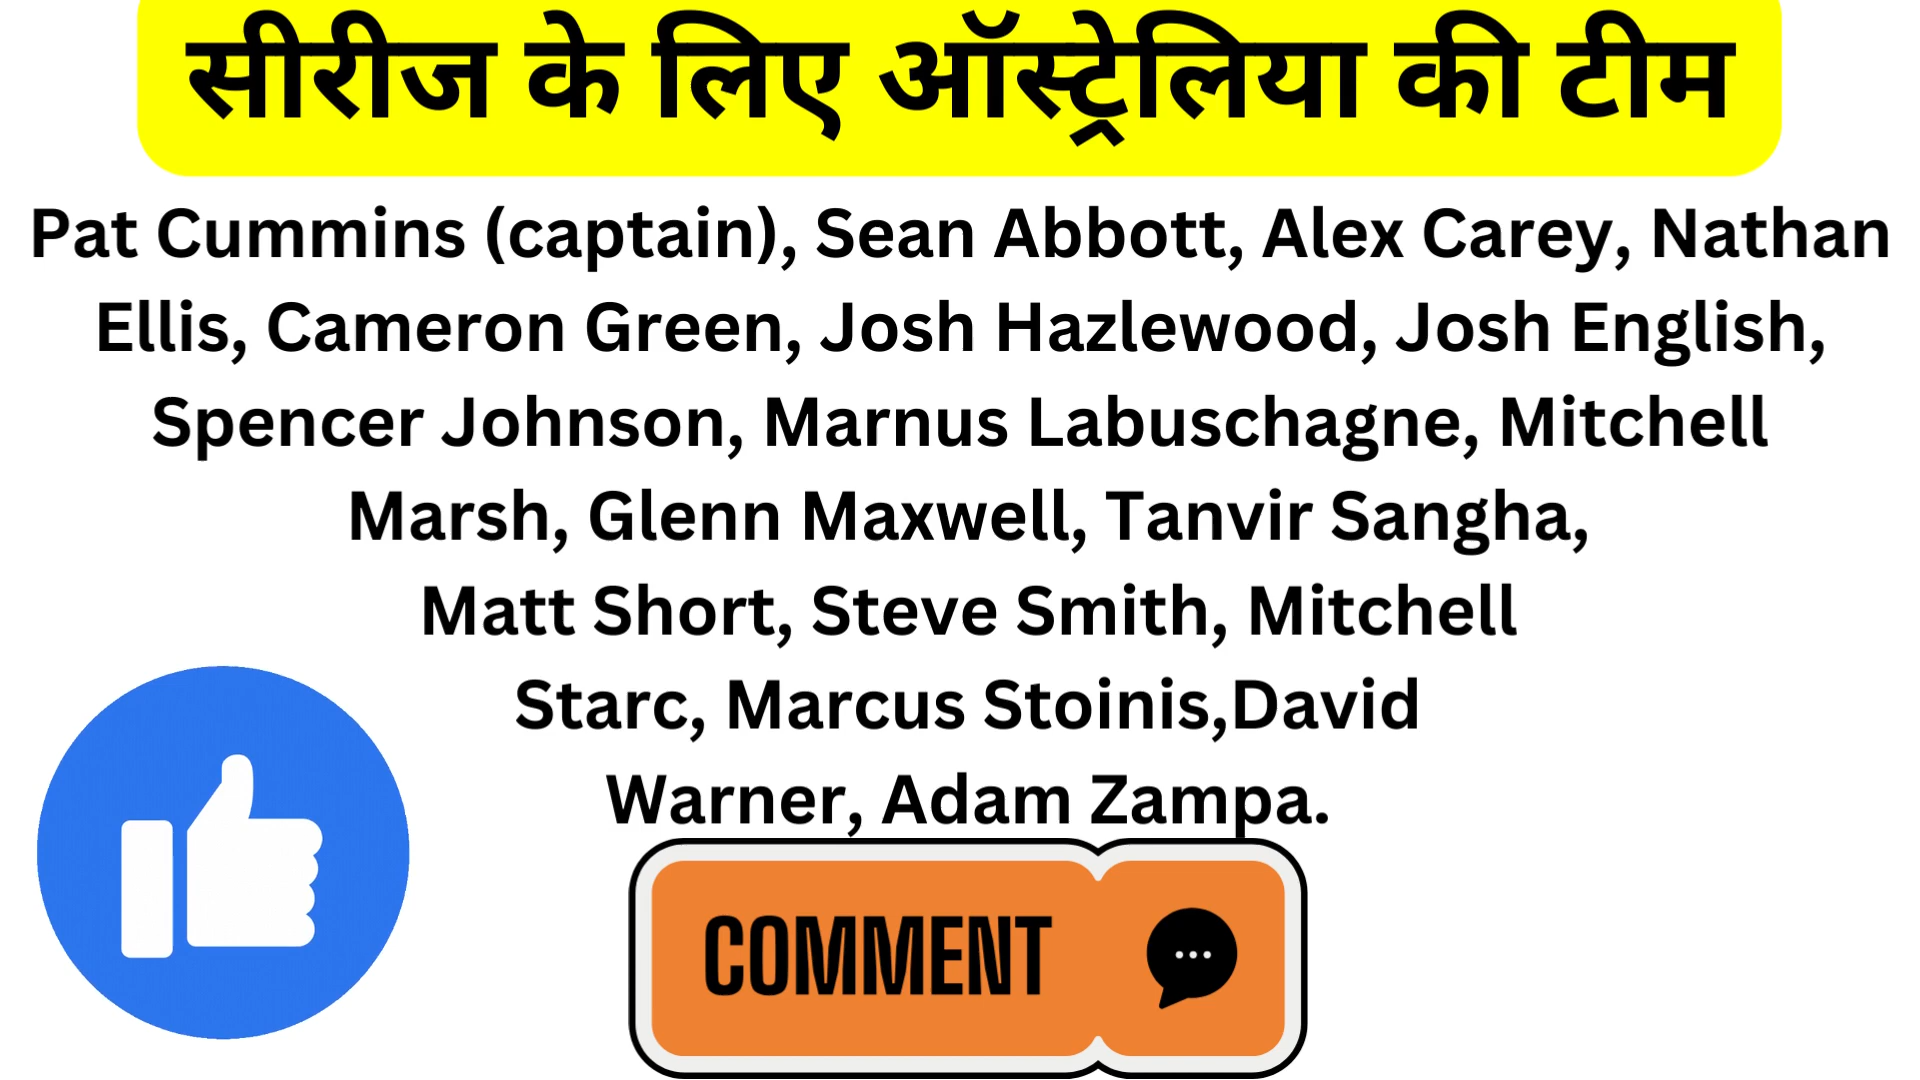 सीरीज के लिए ऑस्ट्रेलिया की टीम
Pat Cummins (captain), Sean Abbott, Alex Carey, Nathan
Ellis, Cameron Green, Josh Hazlewood, Josh English,
Spencer Johnson, Marnus Labuschagne, Mitchell
Marsh, Glenn Maxwell, Tanvir Sangha,
Matt Short, Steve Smith, Mitchell
Starc, Marcus Stoinis,David
Warner, Adam Zampa.
COMMENT